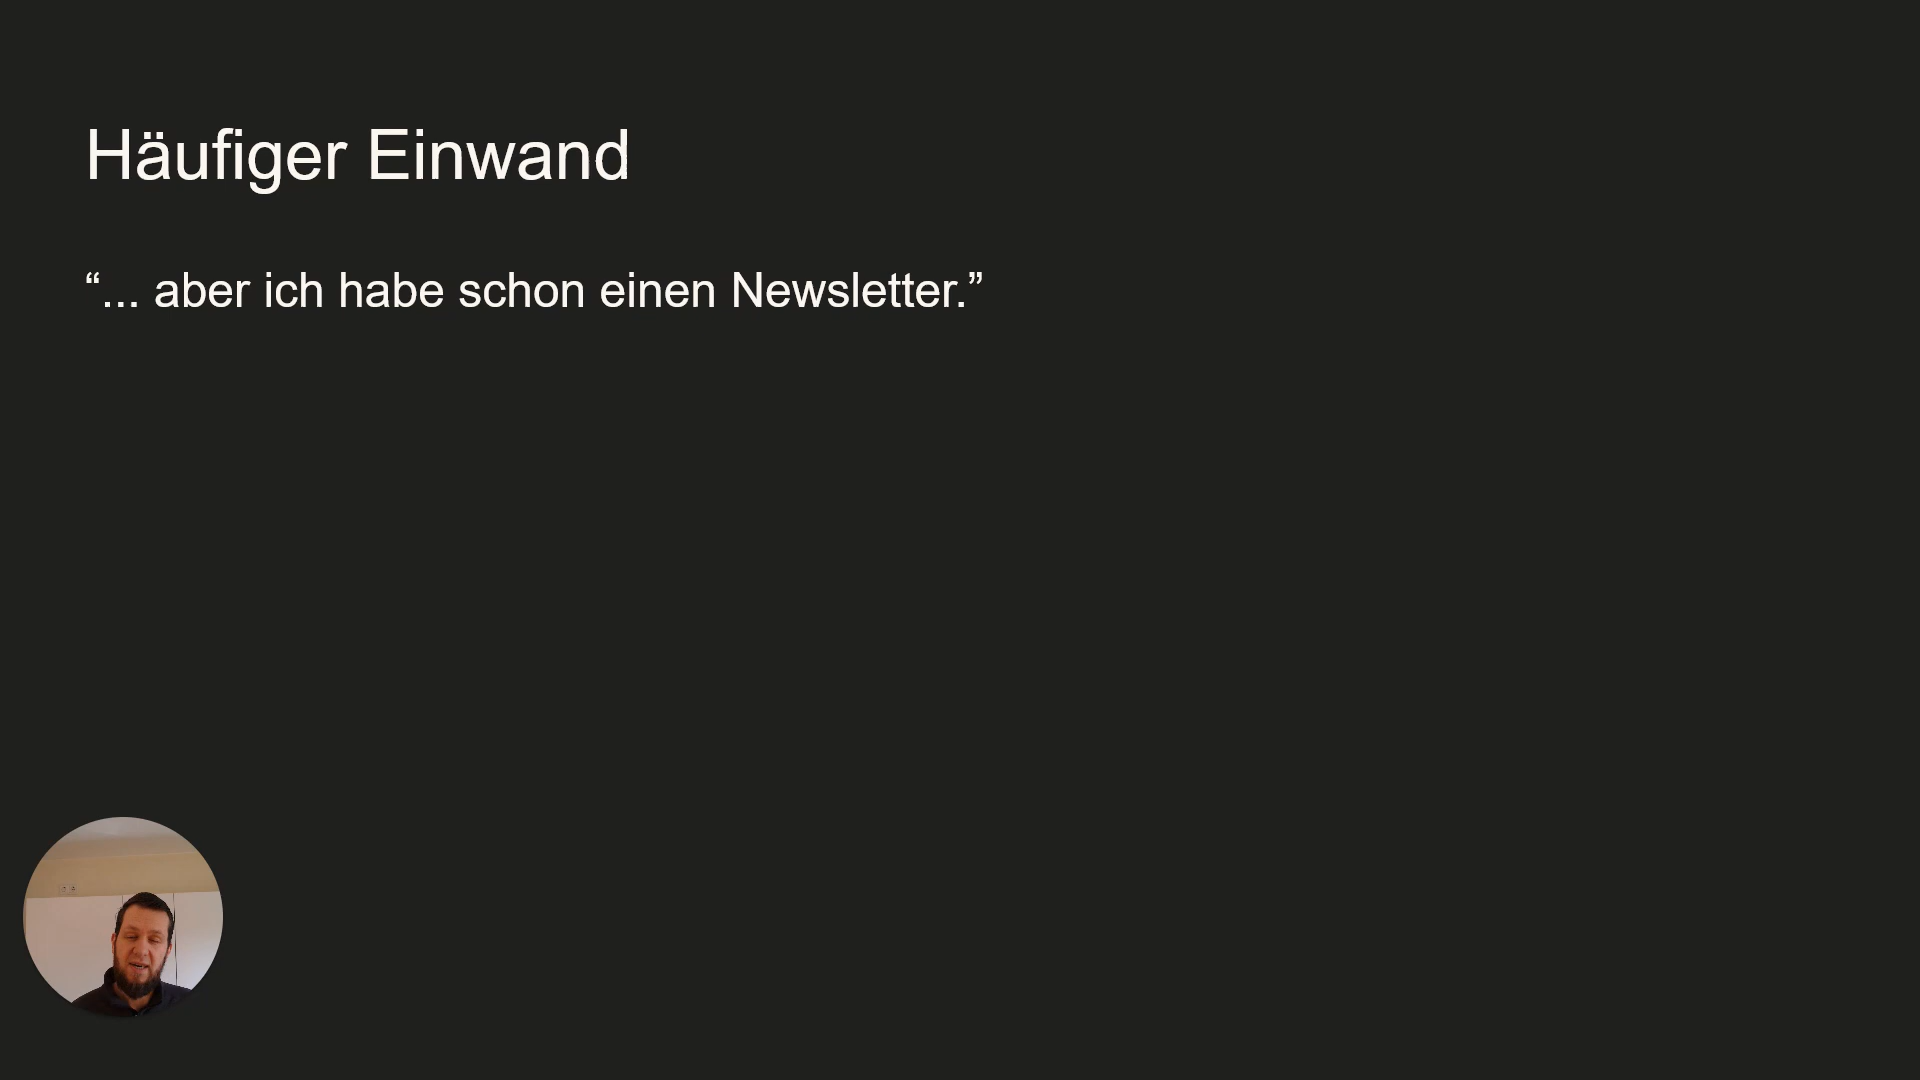 Häufiger Einwand
“... aber ich habe schon einen Newsletter.”